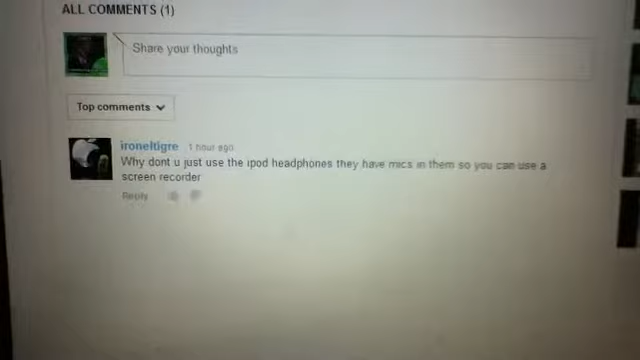 ALL COMMENTS (1)
Share your thoughts
Top comments
ironeltigre 1 hour ago
Why dont u just use the ipod headphones they have mics in them so you can use a
screen recorder
Reply